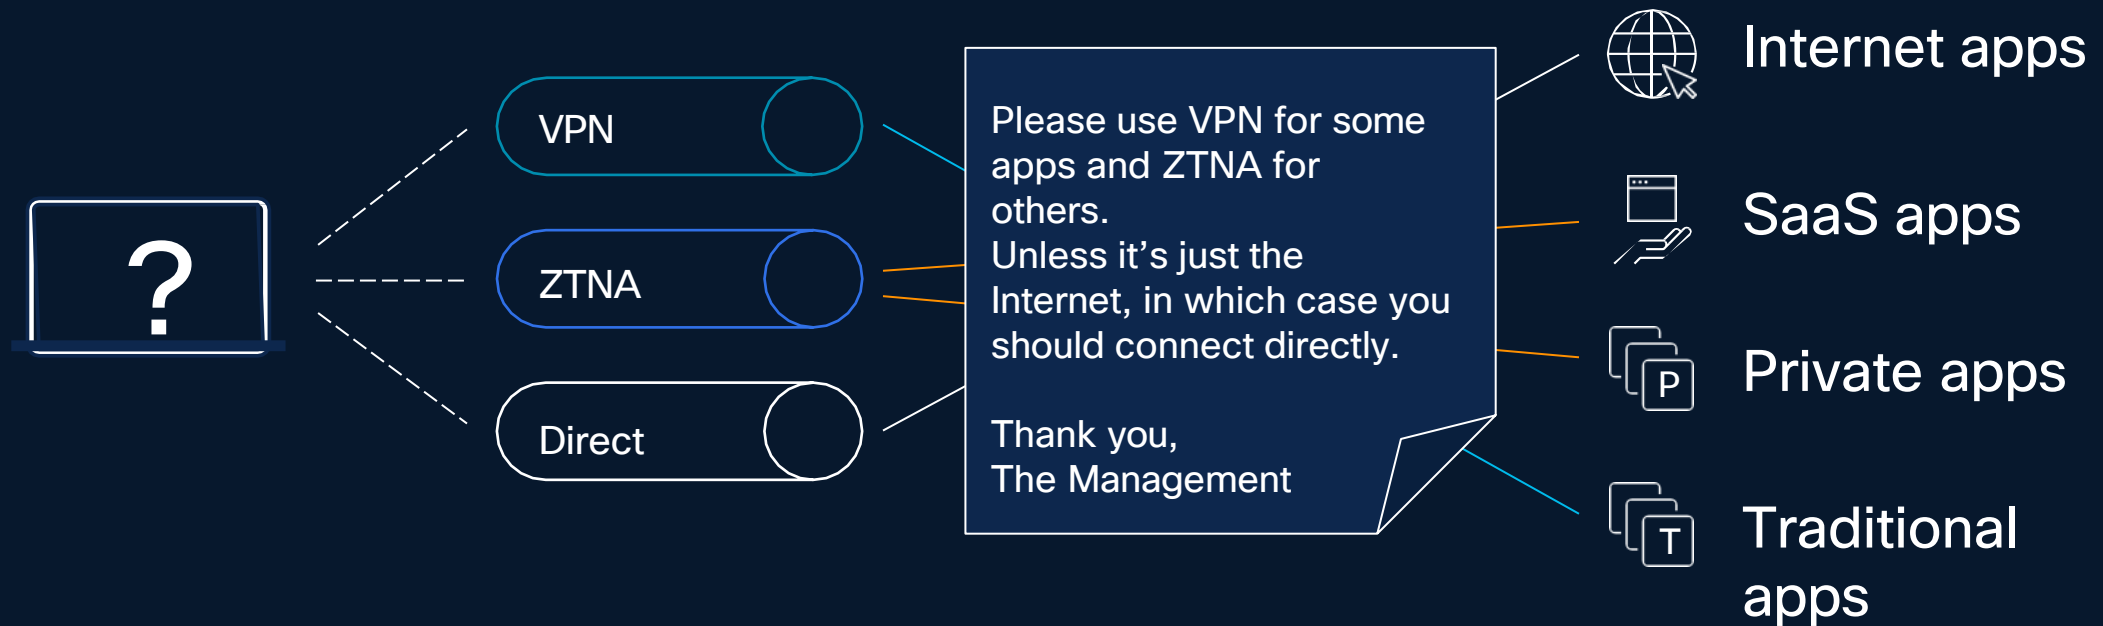 ?
VPN
ZTNA
Direct
Please use VPN for some
apps and ZTNA for
others.
Unless it’s just the
Internet, in which case you
should connect directly.
Thank you,
The Management
Internet apps
SaaS apps
P
Private apps
T
Traditional
apps